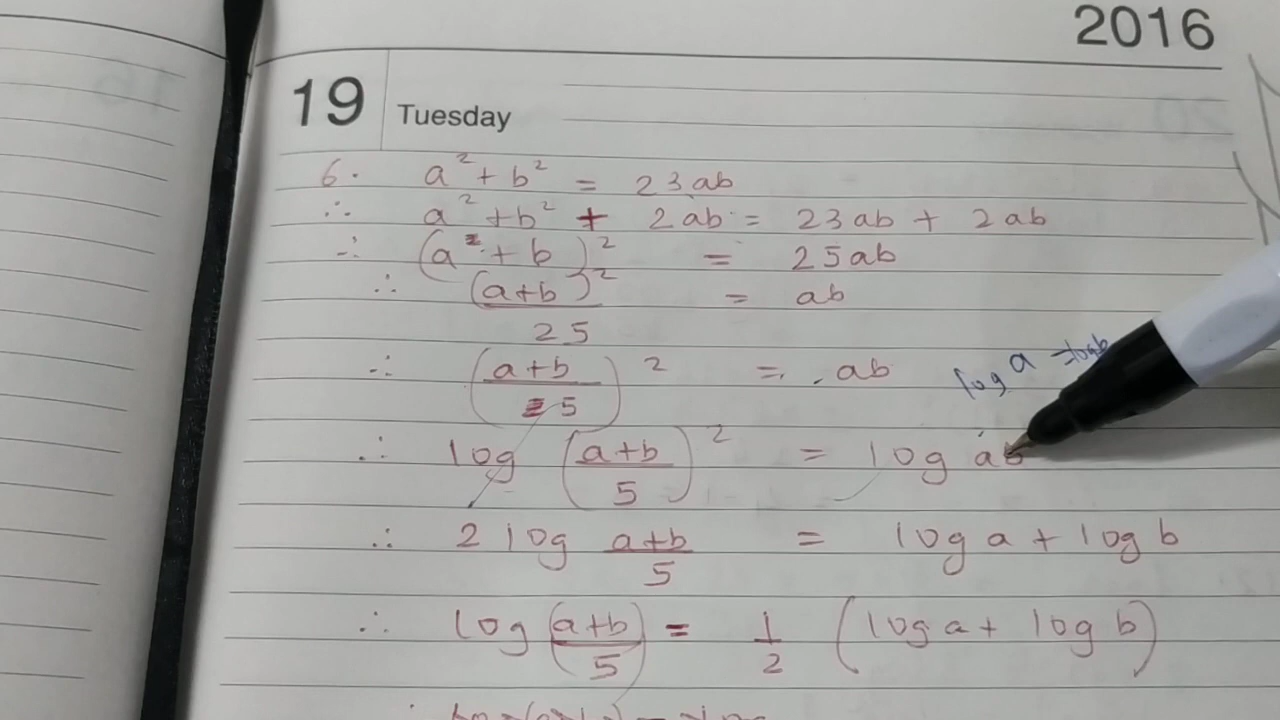 2016
19 Tuesday
6. a² + b² = 23ab
∴ a² + b² + 2ab = 23ab + 2ab
∴ (a + b)² = 25ab
∴ (a+b)²/25 = ab
∴ ((a+b)/5)² = ab
log a
∴ log ((a+b)/5)² = log ab
∴ 2 log (a+b)/5 = log a + log b
∴ log ((a+b)/5) = 1/2 (log a + log b)